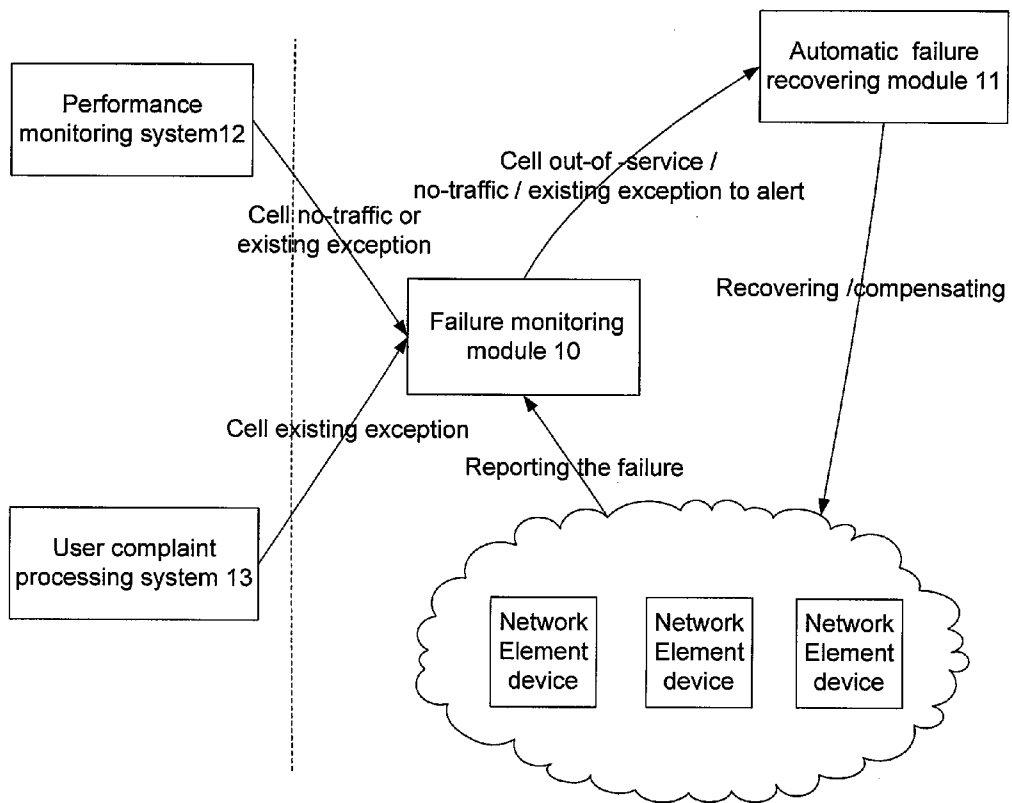 Automatic failure
recovering module 11
Performance
monitoring system12
Cell out-of -service /
no-traffic / existing exception to alert
Cell no-traffic or
existing exception
Recovering /compensating
Failure monitoring
module 10
Cell existing exception
Reporting the failure
User complaint
processing system 13
Network
Element
device
Network
Element
device
Network
Element
device